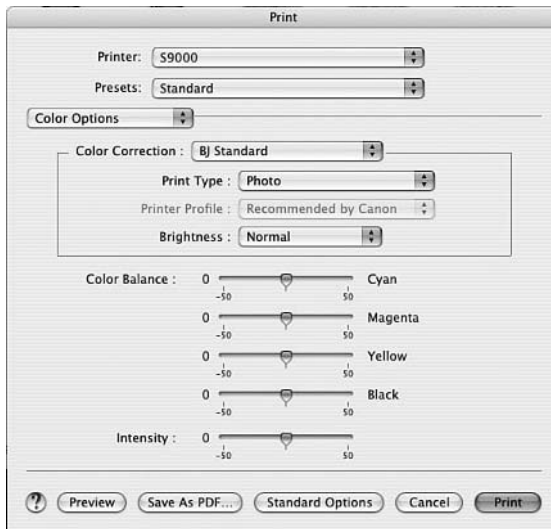 Print
Printer: S9000
Presets: Standard
Color Options
Color Correction : BJ Standard
Print Type : Photo
Printer Profile : Recommended by Canon
Brightness : Normal
Color Balance : 0 Cyan
-50 50
0 Magenta
-50 50
0 Yellow
-50 50
0 Black
-50 50
Intensity : 0
-50 50
? Preview Save As PDF... Standard Options Cancel Print